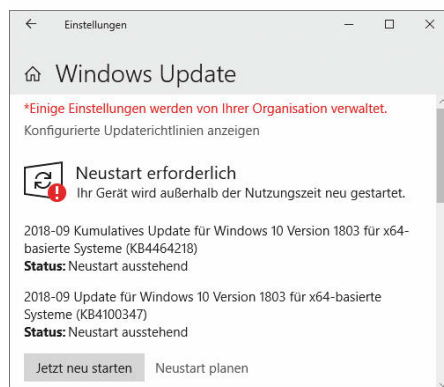 Einstellungen
Windows Update
*Einige Einstellungen werden von Ihrer Organisation verwaltet.
Konfigurierte Updaterichtlinien anzeigen
Neustart erforderlich
Ihr Gerät wird außerhalb der Nutzungszeit neu gestartet.
2018-09 Kumulatives Update für Windows 10 Version 1803 für x64-
basierte Systeme (KB4464218)
Status: Neustart ausstehend
2018-09 Update für Windows 10 Version 1803 für x64-basierte
Systeme (KB4100347)
Status: Neustart ausstehend
Jetzt neu starten Neustart planen